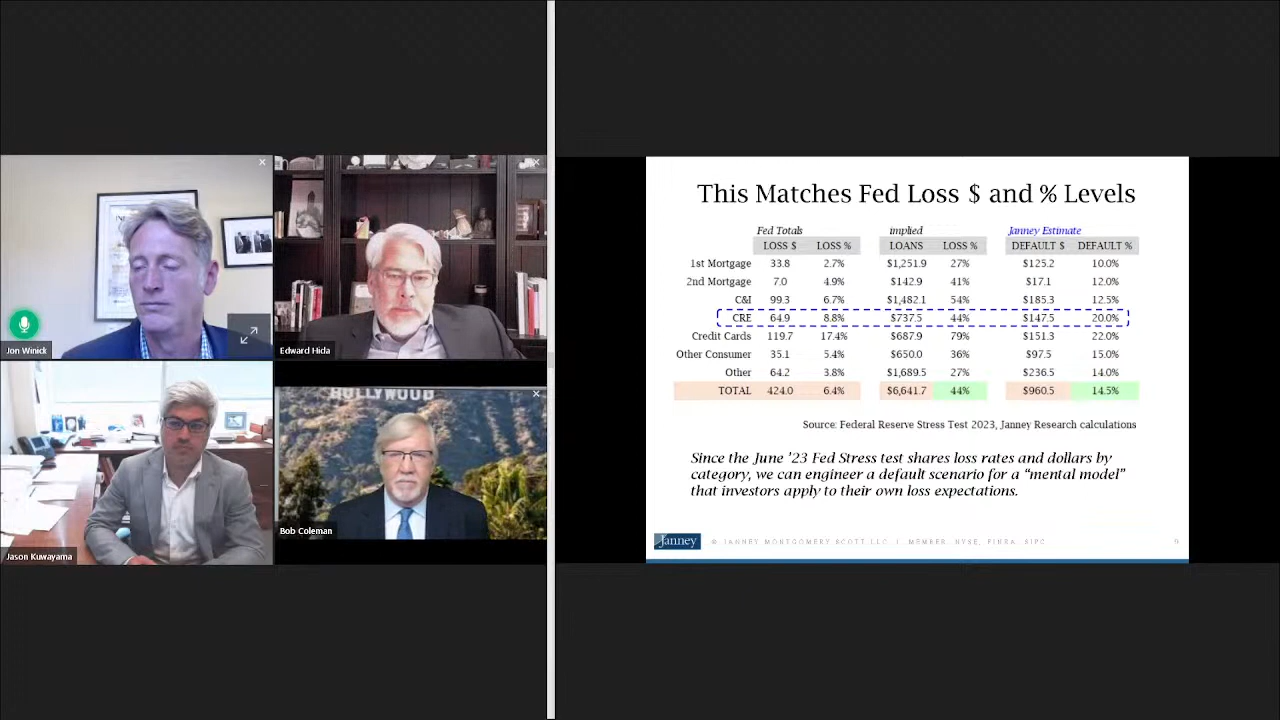 Jon Winick
Edward Hida
Jason Kuwayama
HOLLYWOOD
Bob Coleman
This Matches Fed Loss $ and % Levels
Fed Totals implied Janney Estimate
LOSS $ LOSS % LOANS LOSS % DEFAULT $ DEFAULT %
1st Mortgage 33.8 2.7% $1,251.9 27% $125.2 10.0%
2nd Mortgage 7.0 4.9% $142.9 41% $17.1 12.0%
C&I 99.3 6.7% $1,482.1 54% $185.3 12.5%
CRE 64.9 8.8% $737.5 44% $147.5 20.0%
Credit Cards 119.7 17.4% $687.9 79% $151.3 22.0%
Other Consumer 35.1 5.4% $650.0 36% $97.5 15.0%
Other 64.2 3.8% $1,689.5 27% $236.5 14.0%
TOTAL 424.0 6.4% $6,641.7 44% $960.5 14.5%
Source: Federal Reserve Stress Test 2023, Janney Research calculations
Since the June '23 Fed Stress test shares loss rates and dollars by
category, we can engineer a default scenario for a “mental model”
that investors apply to their own loss expectations.
Janney © JANNEY MONTGOMERY SCOTT LLC | MEMBER: NYSE, FINRA, SIPC